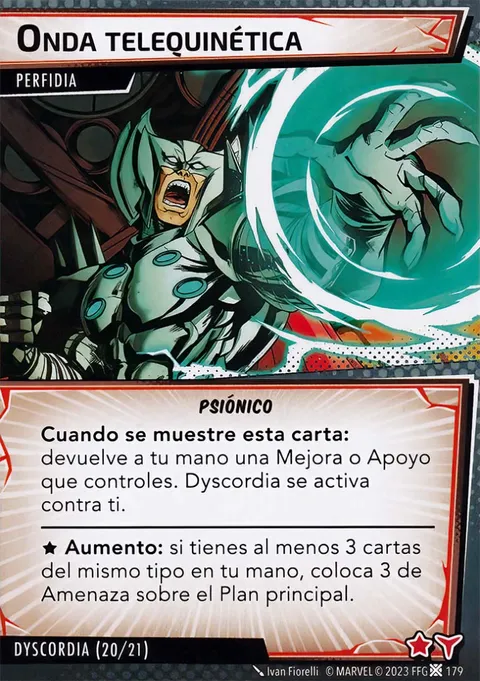 ONDA TELEQUINÉTICA
PERFIDIA
PSIÓNICO
Cuando se muestre esta carta:
devuelve a tu mano una Mejora o Apoyo
que controles. Dyscordia se activa
contra ti.
★ Aumento: si tienes al menos 3 cartas
del mismo tipo en tu mano, coloca 3 de
Amenaza sobre el Plan principal.
DYSCORDIA (20/21)
Ivan Fiorelli © MARVEL © 2023 FFG 179